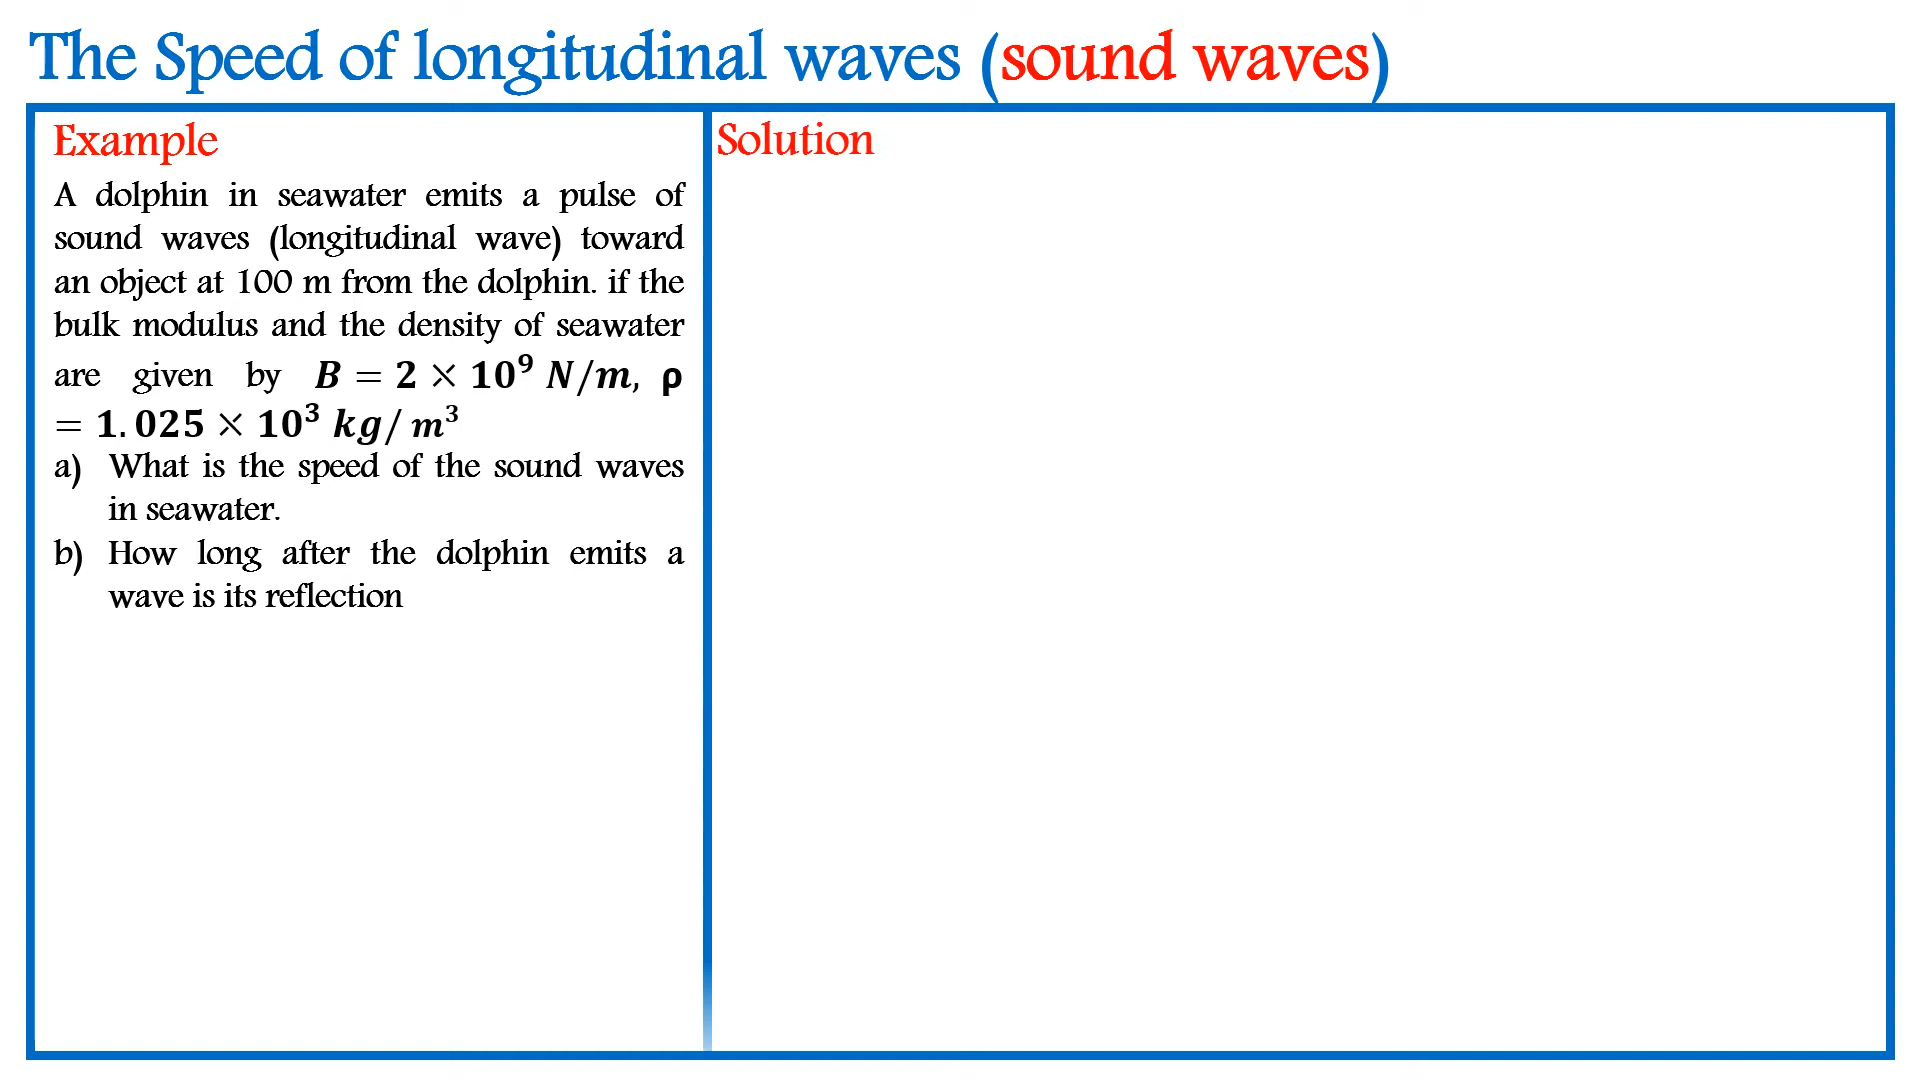 The Speed of longitudinal waves (sound waves)
Example
A dolphin in seawater emits a pulse of
sound waves (longitudinal wave) toward
an object at 100 m from the dolphin. if the
bulk modulus and the density of seawater
are given by B = 2 × 10⁹ N/m, ρ
= 1.025 × 10³ kg/ m³
a) What is the speed of the sound waves
in seawater.
b) How long after the dolphin emits a
wave is its reflection
Solution